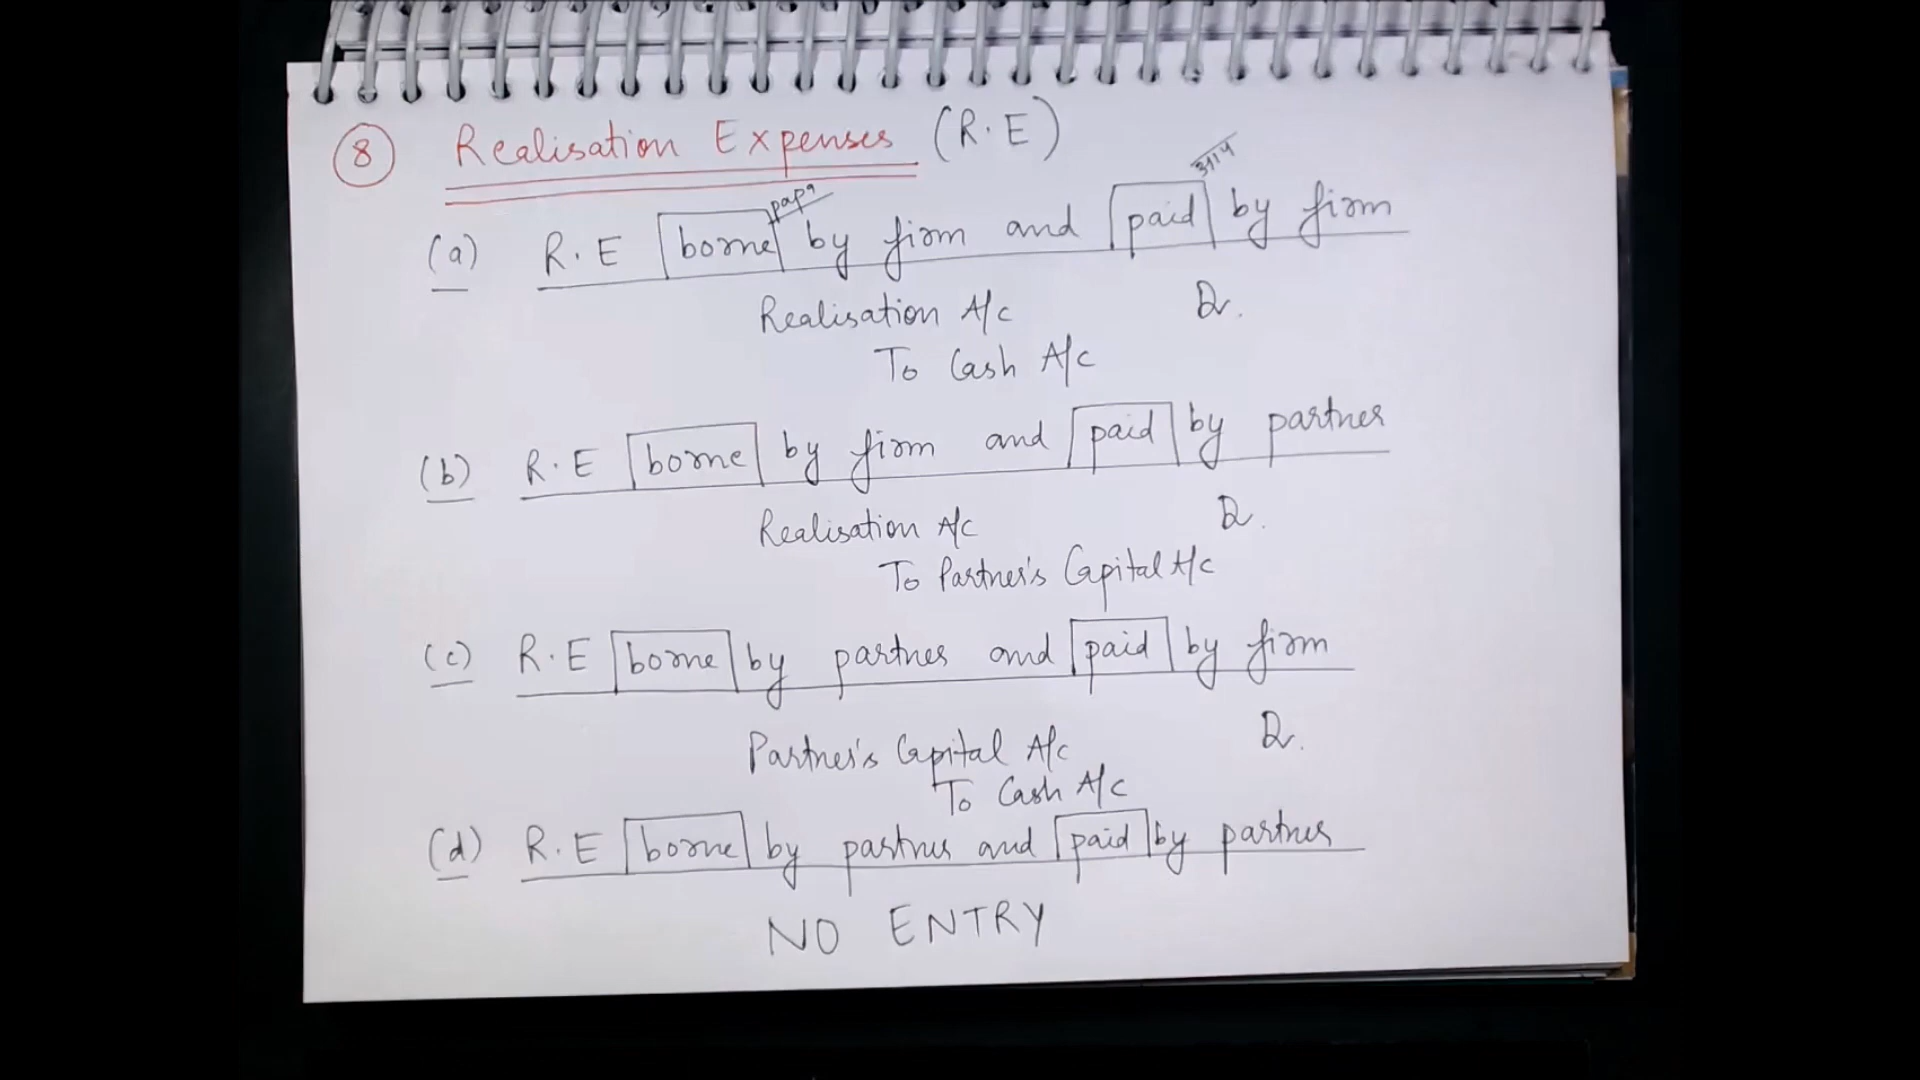 8 Realisation Expenses (R.E)
papa
(a) R.E borne by firm and paid by firm
Realisation A/c Dr.
To Cash A/c
(b) R.E borne by firm and paid by partner
Realisation A/c Dr.
To Partner's Capital A/c
(c) R.E borne by partner and paid by firm
Partner's Capital A/c Dr.
To Cash A/c
(d) R.E borne by partner and paid by partner
NO ENTRY